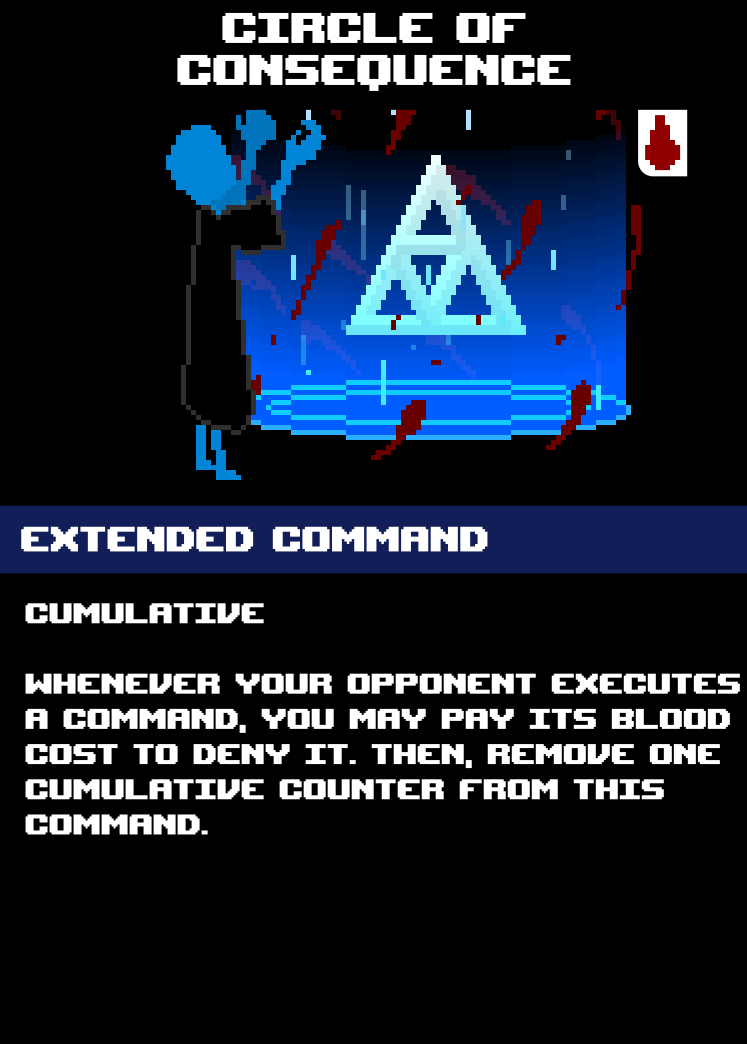 CIRCLE OF
CONSEQUENCE
EXTENDED COMMAND
CUMULATIVE
WHENEVER YOUR OPPONENT EXECUTES
A COMMAND, YOU MAY PAY ITS BLOOD
COST TO DENY IT. THEN, REMOVE ONE
CUMULATIVE COUNTER FROM THIS
COMMAND.